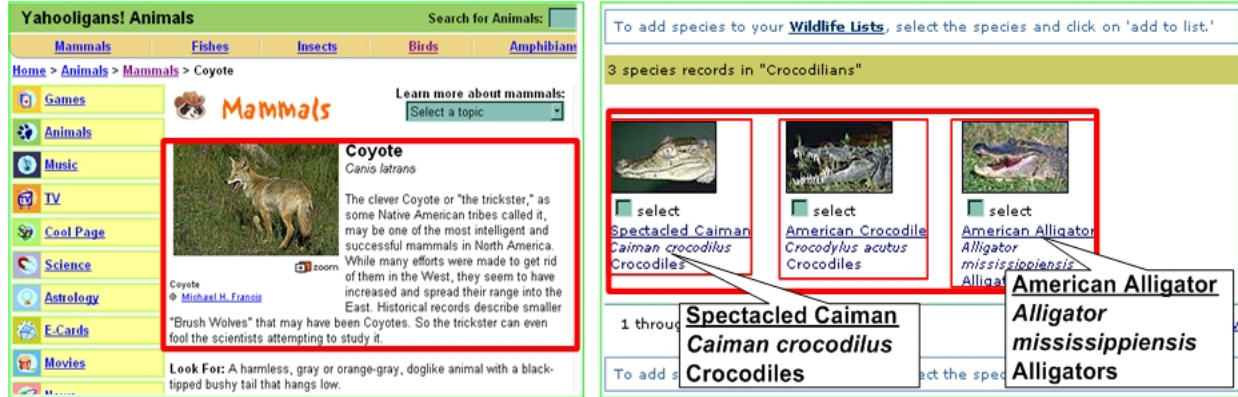 Yahooligans! Animals
Search for Animals:
Mammals Fishes Insects Birds Amphibians
Home > Animals > Mammals > Coyote
Games
Animals
Music
TV
Cool Page
Science
Astrology
E-Cards
Movies
News
Mammals
Learn more about mammals:
Select a topic
Coyote
Canis latrans
The clever Coyote or "the trickster," as
some Native American tribes called it,
may be one of the most intelligent and
successful mammals in North America.
While many efforts were made to get rid
of them in the West, they seem to have
increased and spread their range into the
East. Historical records describe smaller
"Brush Wolves" that may have been Coyotes. So the trickster can even
fool the scientists attempting to study it.
zoom
Coyote
© Michael H. Francis
Look For: A harmless, gray or orange-gray, doglike animal with a black-
tipped bushy tail that hangs low.
To add species to your Wildlife Lists, select the species and click on 'add to list.'
3 species records in "Crocodilians"
select
Spectacled Caiman
Caiman crocodilus
Crocodiles
select
American Crocodile
Crocodylus acutus
Crocodiles
select
American Alligator
Alligator
mississippiensis
Spectacled Caiman
Caiman crocodilus
Crocodiles
American Alligator
Alligator
mississippiensis
Alligators
1
To add